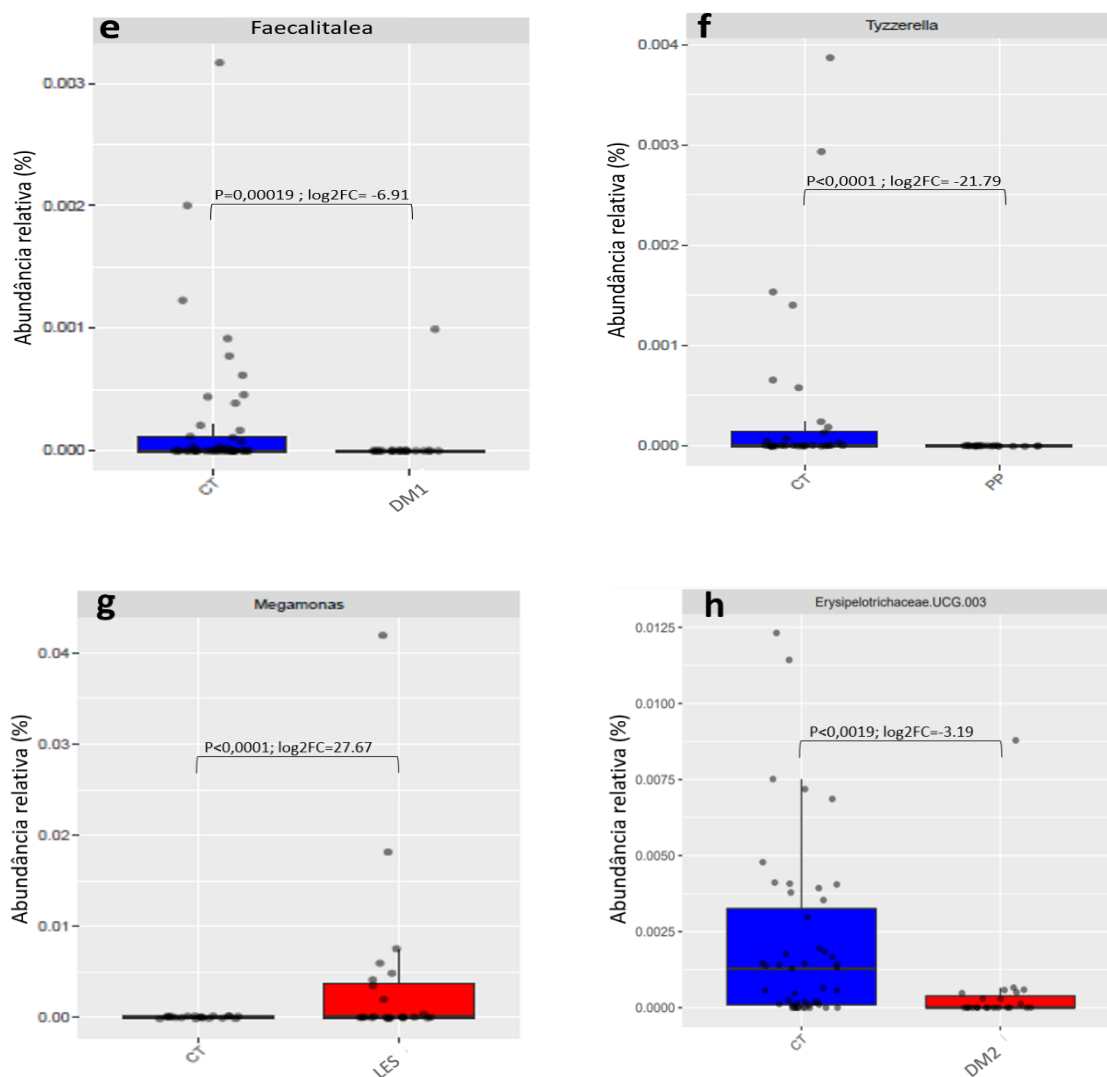 e
Faecalitalea
Abundância relativa (%)
0.003
0.002
0.001
0.000
P=0,00019 ; log2FC= -6.91
CT
DM1
f
Tyzzerella
Abundância relativa (%)
0.004
0.003
0.002
0.001
0.000
P<0,0001 ; log2FC= -21.79
CT
PP
g
Megamonas
Abundância relativa (%)
0.04
0.03
0.02
0.01
0.00
P<0,0001; log2FC=27.67
CT
LES
h
Erysipelotrichaceae.UCG.003
Abundância relativa (%)
0.0125
0.0100
0.0075
0.0050
0.0025
0.0000
P<0,0019; log2FC=-3.19
CT
DM2